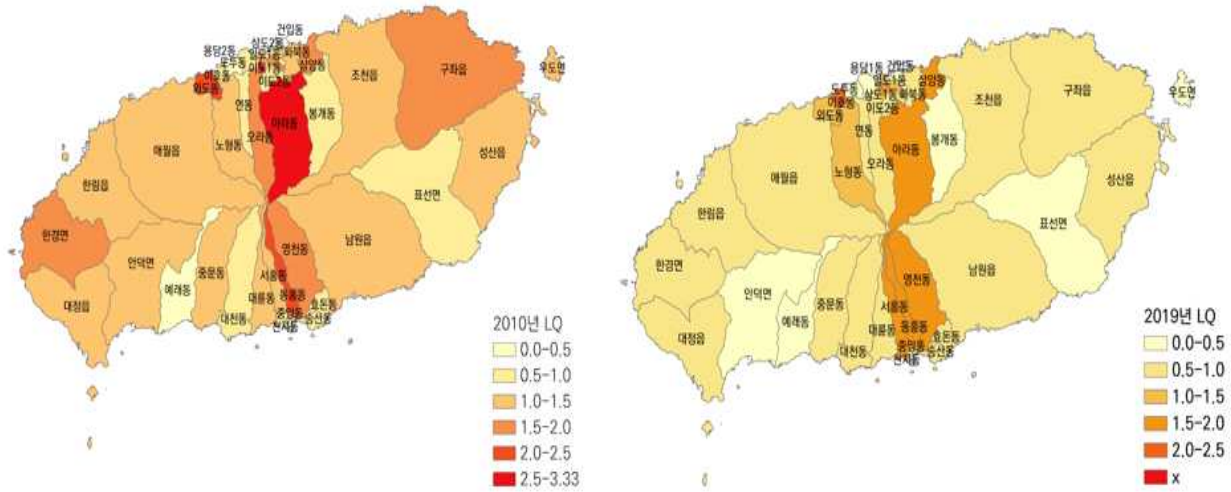 건입동
삼도2동
용담2동
일도1동
화북동
도두동
이도1동
삼양동
이호동
이도2동
외도동
조천읍
구좌읍
우도면
연동
아라동
봉개동
노형동
오라동
애월읍
성산읍
한림읍
표선면
한경면
남원읍
영천동
안덕면
중문동
서홍동
예래동
대정읍
대륜동
동홍동
효돈동
대천동
중앙동
송산동
천지동
2010년 LQ
0.0-0.5
0.5-1.0
1.0-1.5
1.5-2.0
2.0-2.5
2.5-3.33
건입동
용담1동
일도1동
삼양동
도두동
이호동
삼도1동
화북동
외도동
이도2동
조천읍
구좌읍
우도면
연동
봉개동
아라동
노형동
오라동
애월읍
성산읍
한림읍
표선면
한경면
남원읍
영천동
안덕면
예래동
중문동
서홍동
대정읍
대륜동
동홍동
효돈동
대천동
중앙동
송산동
천지동
2019년 LQ
0.0-0.5
0.5-1.0
1.0-1.5
1.5-2.0
2.0-2.5
x